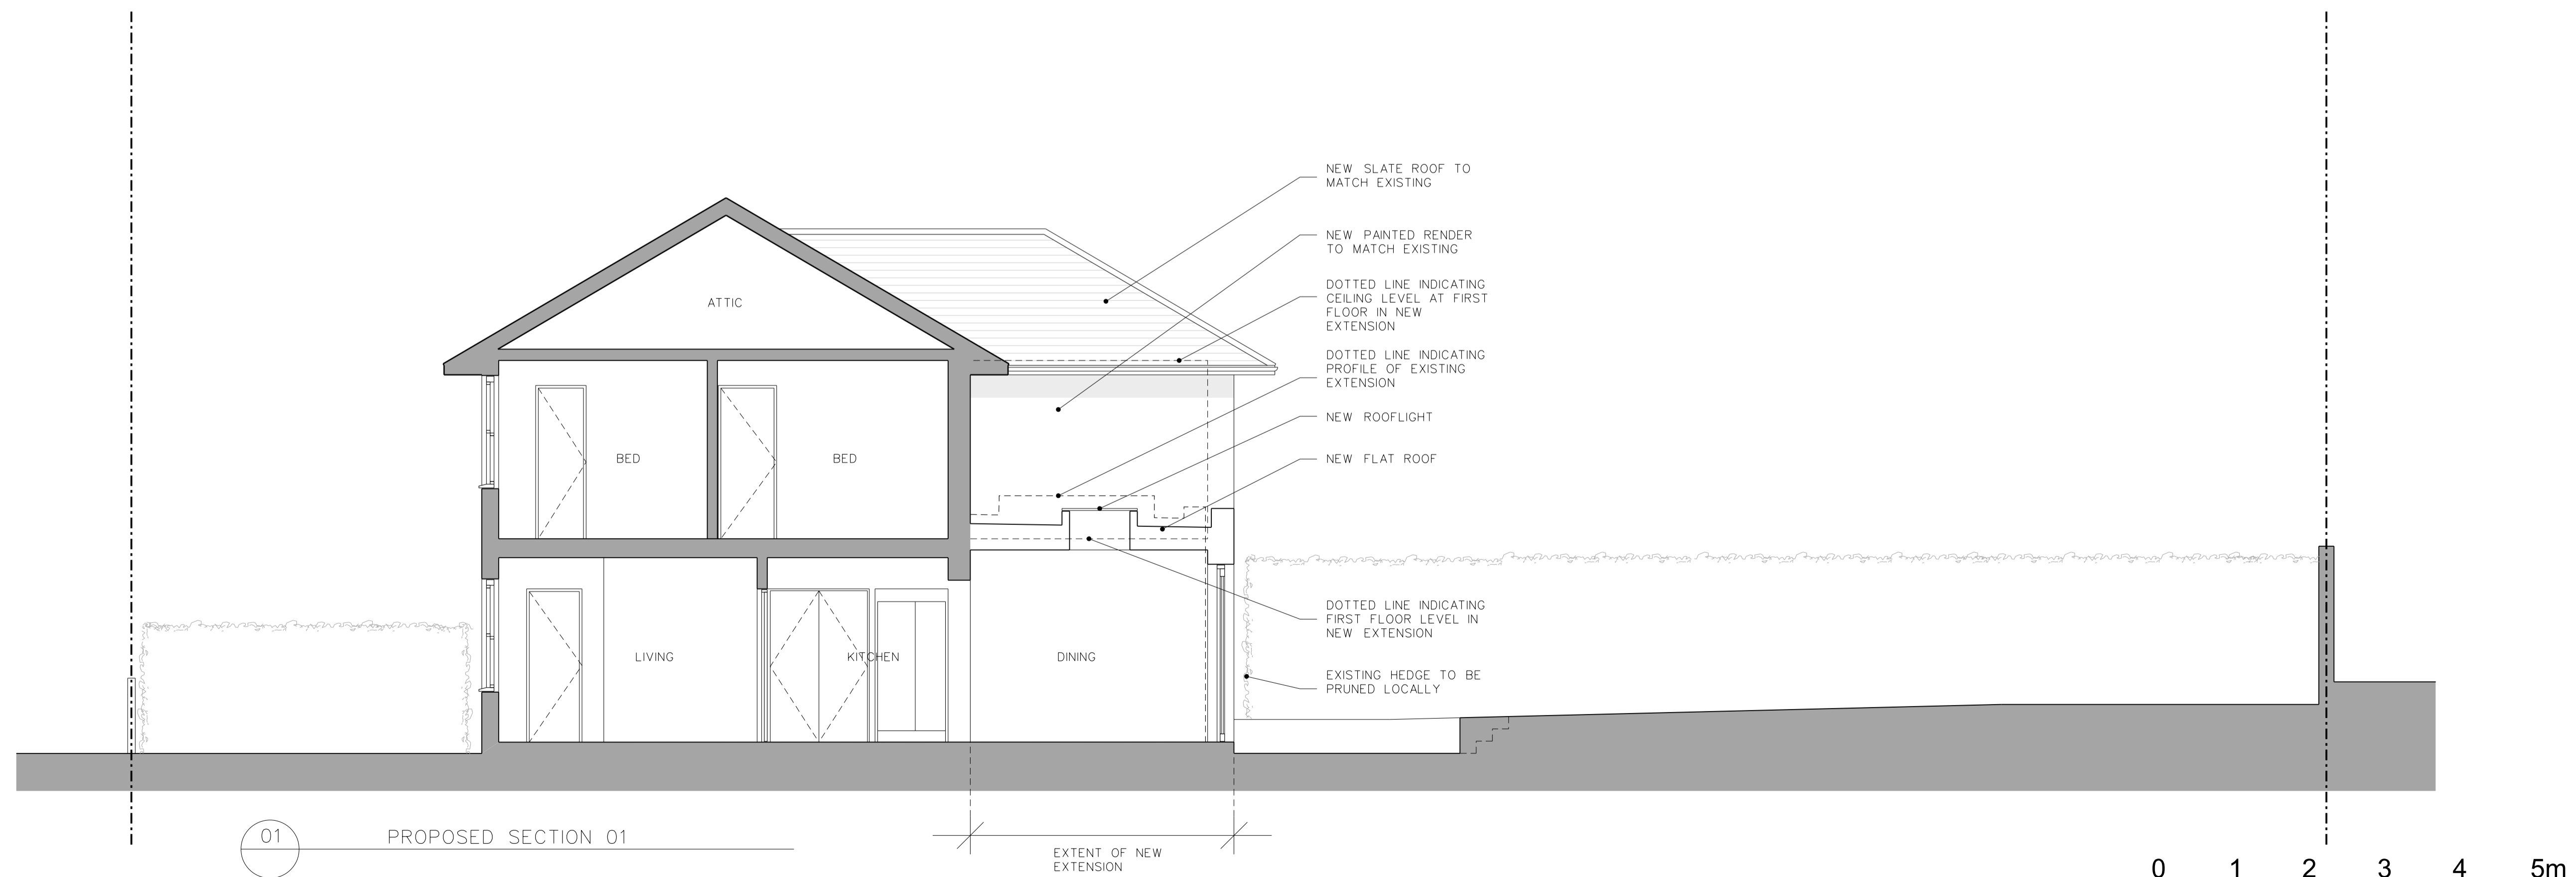 NEW SLATE ROOF TO
MATCH EXISTING
NEW PAINTED RENDER
TO MATCH EXISTING
DOTTED LINE INDICATING
CEILING LEVEL AT FIRST
FLOOR IN NEW
EXTENSION
DOTTED LINE INDICATING
PROFILE OF EXISTING
EXTENSION
NEW ROOFLIGHT
NEW FLAT ROOF
ATTIC
BED
BED
DOTTED LINE INDICATING
FIRST FLOOR LEVEL IN
NEW EXTENSION
LIVING
KITCHEN
DINING
EXISTING HEDGE TO BE
PRUNED LOCALLY
01
PROPOSED SECTION 01
EXTENT OF NEW
EXTENSION
0 1 2 3 4 5m